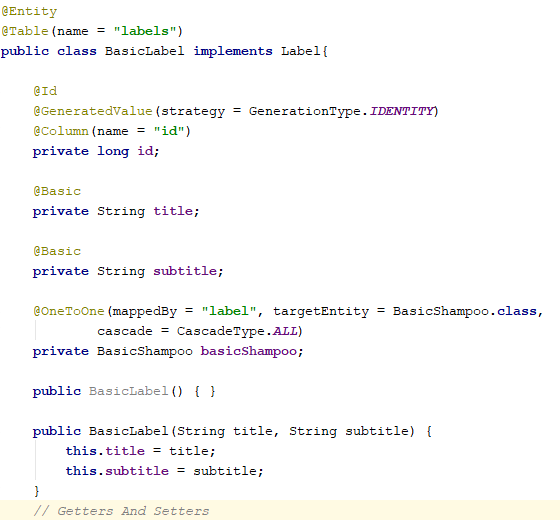 @Entity
@Table(name = "labels")
public class BasicLabel implements Label{
@Id
@GeneratedValue(strategy = GenerationType.IDENTITY)
@Column(name = "id")
private long id;
@Basic
private String title;
@Basic
private String subtitle;
@OneToOne(mappedBy = "label", targetEntity = BasicShampoo.class,
cascade = CascadeType.ALL)
private BasicShampoo basicShampoo;
public BasicLabel() { }
public BasicLabel(String title, String subtitle) {
this.title = title;
this.subtitle = subtitle;
}
// Getters And Setters